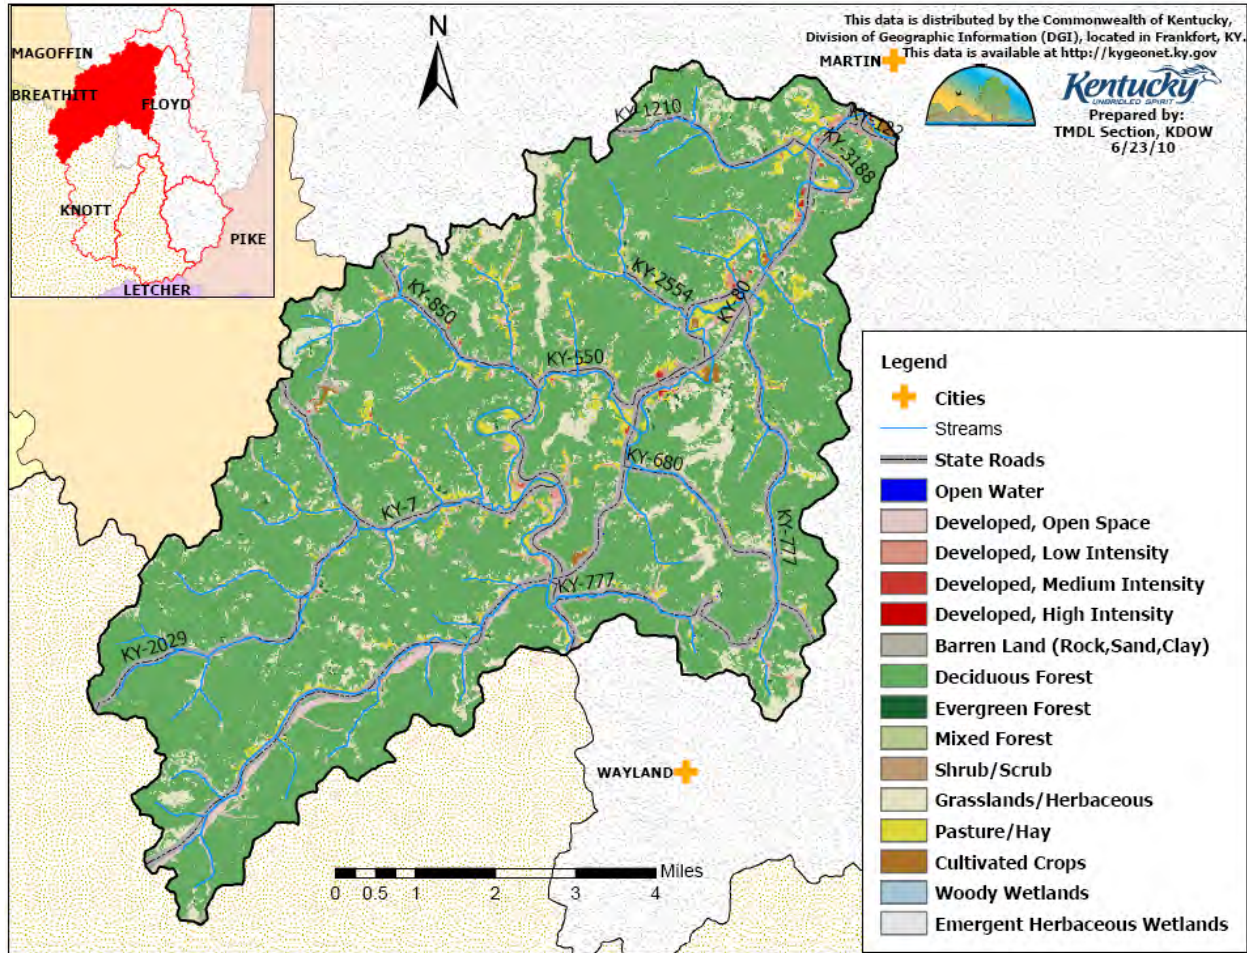 This data is distributed by the Commonwealth of Kentucky,
Division of Geographic Information (DGI), located in Frankfort, KY.
This data is available at http://kygeonet.ky.gov
N
MARTIN
Kentucky
UNBRIDLED SPIRIT
Prepared by:
TMDL Section, KDOW
6/23/10
MAGOFFIN
BREATHITT
FLOYD
KNOTT
PIKE
LETCHER
KY-1210
KY-122
KY-3188
KY-2554
KY-80
KY-850
KY-550
KY-680
KY-7
KY-777
KY-777
KY-2029
WAYLAND
Miles
0 0.5 1 2 3 4
Legend
Cities
Streams
State Roads
Open Water
Developed, Open Space
Developed, Low Intensity
Developed, Medium Intensity
Developed, High Intensity
Barren Land (Rock,Sand,Clay)
Deciduous Forest
Evergreen Forest
Mixed Forest
Shrub/Scrub
Grasslands/Herbaceous
Pasture/Hay
Cultivated Crops
Woody Wetlands
Emergent Herbaceous Wetlands